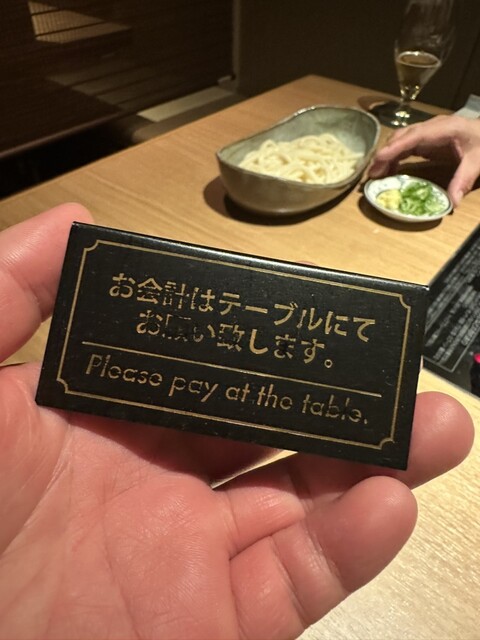 お会計はテーブルにて
お願い致します。
Please pay at the table.